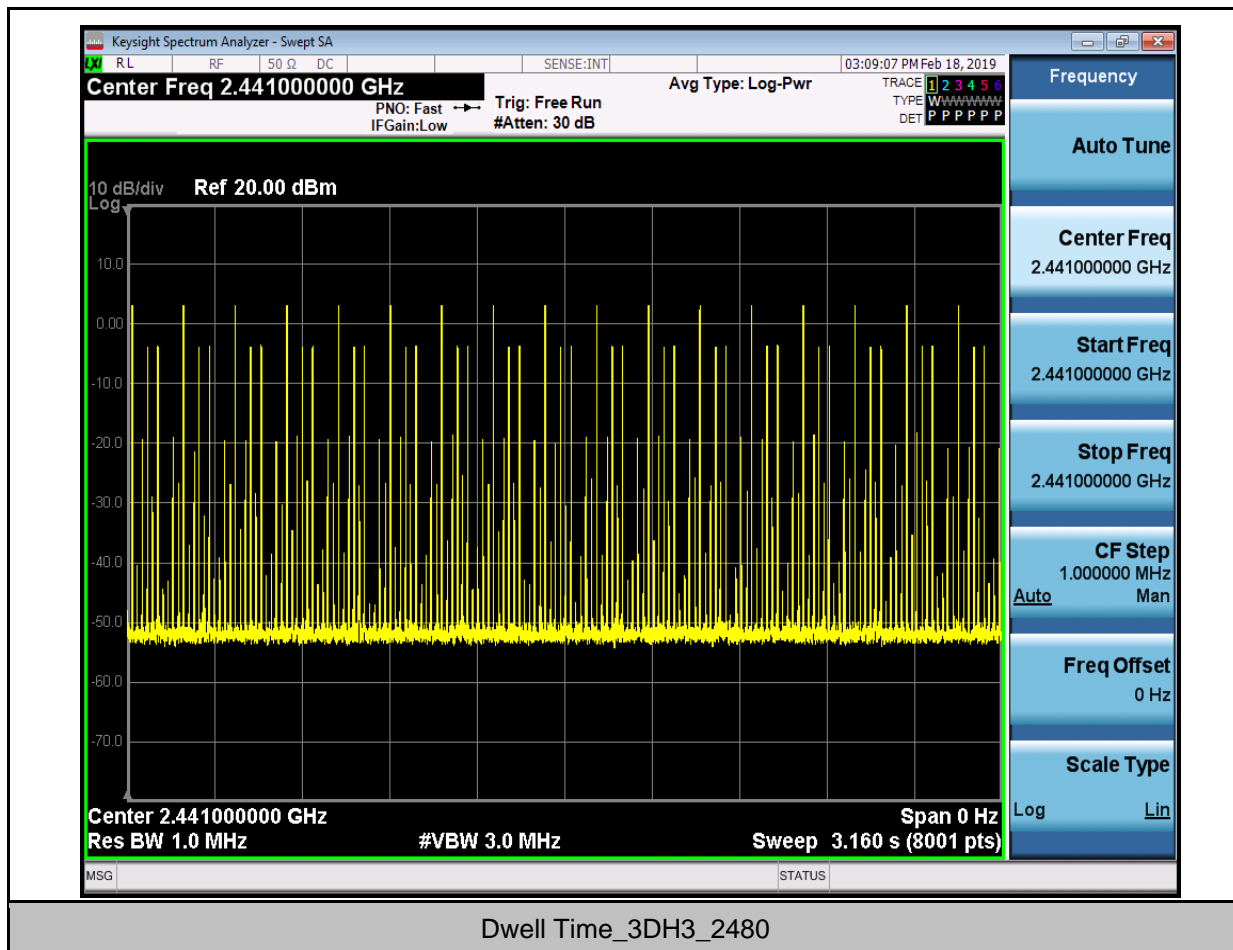 Keysight Spectrum Analyzer - Swept SA
LXI RL RF 50 Ω DC SENSE:INT 03:09:07 PM Feb 18, 2019
Center Freq 2.441000000 GHz
PNO: Fast
IFGain:Low
Trig: Free Run
#Atten: 30 dB
Avg Type: Log-Pwr
TRACE 1 2 3 4 5 6
TYPE WWWWWW
DET P P P P P P
10 dB/div Ref 20.00 dBm
Log
10.0
0.00
-10.0
-20.0
-30.0
-40.0
-50.0
-60.0
-70.0
Center 2.441000000 GHz Span 0 Hz
Res BW 1.0 MHz #VBW 3.0 MHz Sweep 3.160 s (8001 pts)
MSG STATUS
Frequency
Auto Tune
Center Freq
2.441000000 GHz
Start Freq
2.441000000 GHz
Stop Freq
2.441000000 GHz
CF Step
1.000000 MHz
Auto Man
Freq Offset
0 Hz
Scale Type
Log Lin
Dwell Time_3DH3_2480